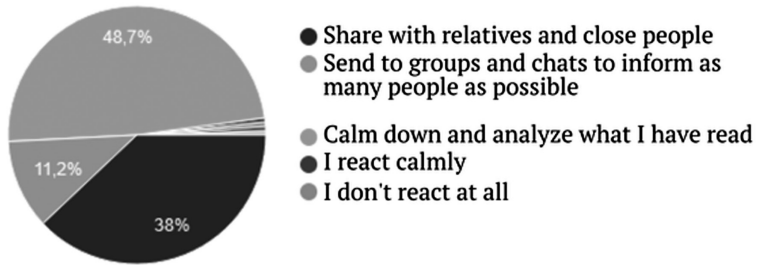 48,7%
11,2%
38%
Share with relatives and close people
Send to groups and chats to inform as
many people as possible
Calm down and analyze what I have read
I react calmly
I don't react at all